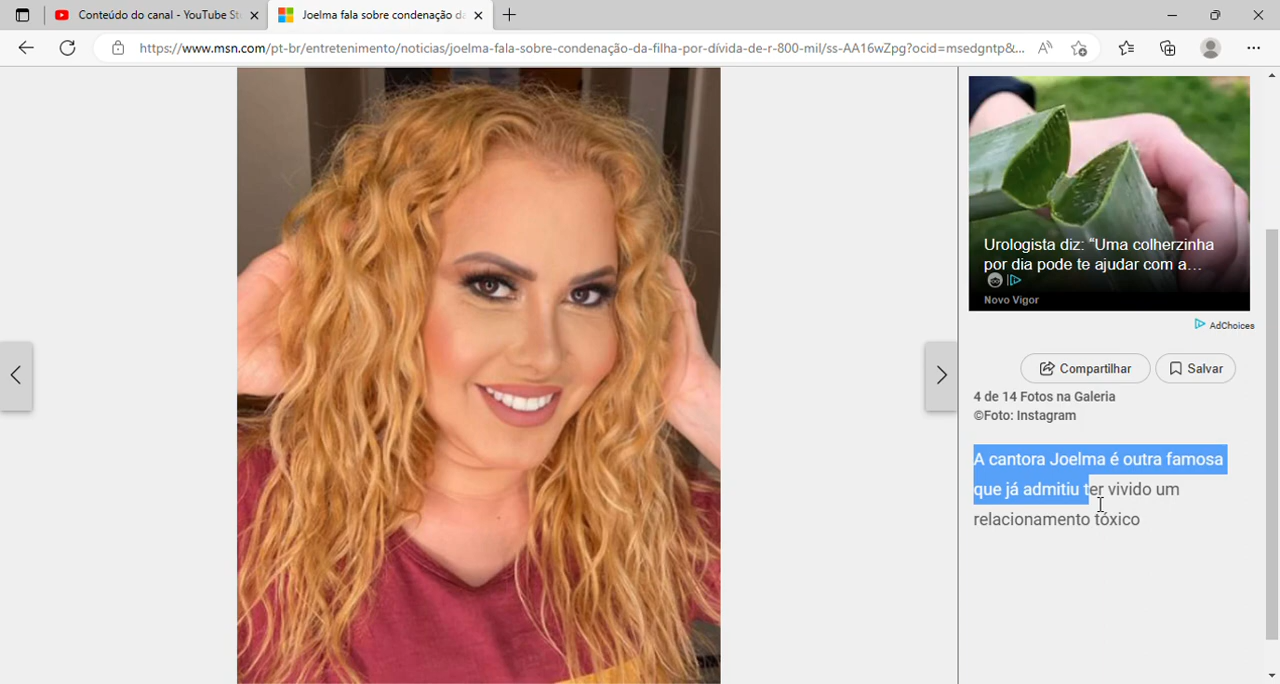 Conteúdo do canal - YouTube St
Joelma fala sobre condenação da
https://www.msn.com/pt-br/entretenimento/noticias/joelma-fala-sobre-condenação-da-filha-por-dívida-de-r-800-mil/ss-AA16wZpg?ocid=msedgntp&...
Urologista diz: “Uma colherzinha
por dia pode te ajudar com a...
Novo Vigor
AdChoices
Compartilhar
Salvar
4 de 14 Fotos na Galeria
©Foto: Instagram
A cantora Joelma é outra famosa
que já admitiu ter vivido um
relacionamento tóxico